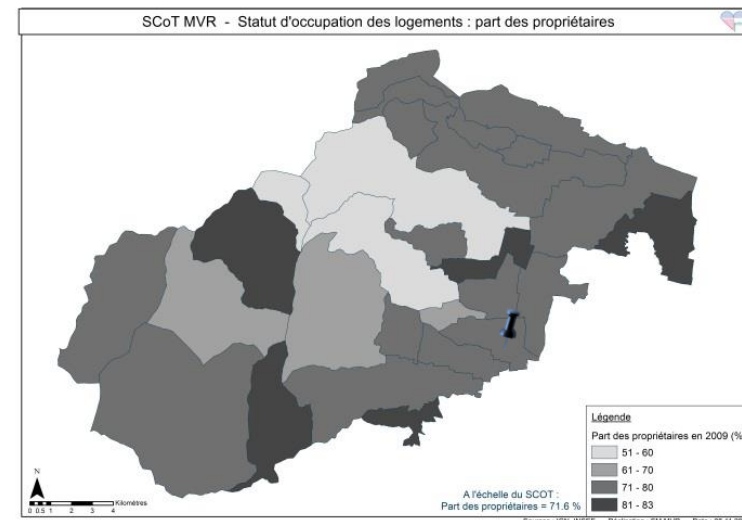 SCoT MVR - Statut d'occupation des logements : part des propriétaires
Légende
Part des propriétaires en 2009 (%
51 - 60
61 - 70
71 - 80
81 - 83
N
0 0.5 1 2 3 4 Kilomètres
A l'échelle du SCOT :
Part des propriétaires = 71.6 %